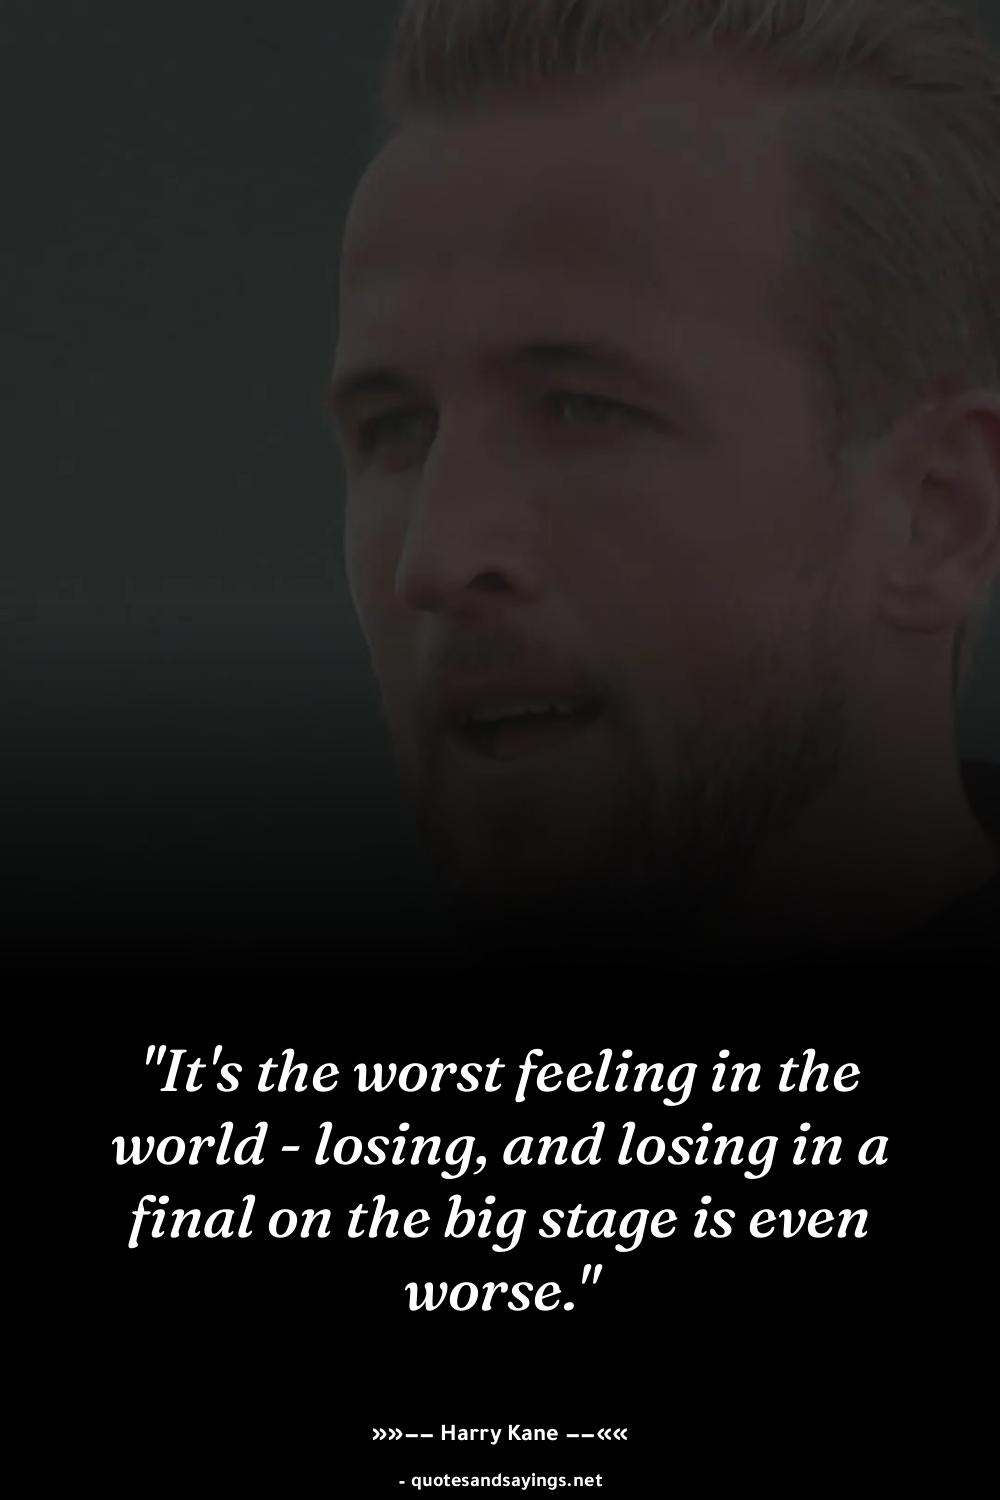 "It's the worst feeling in the
world - losing, and losing in a
final on the big stage is even
worse."
»»−− Harry Kane −−««
- quotesandsayings.net